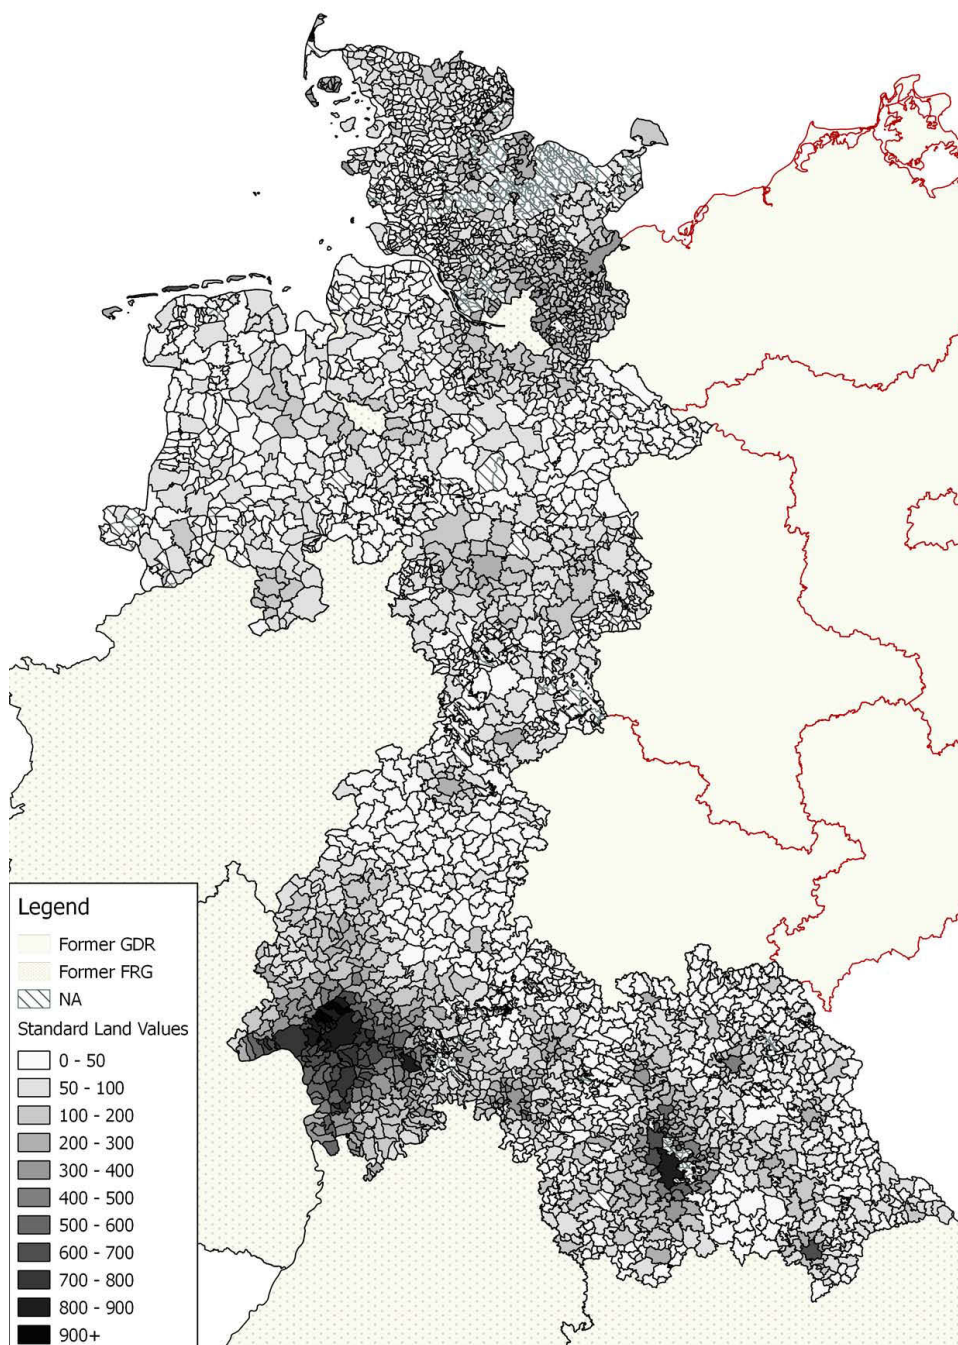 Legend
Former GDR
Former FRG
NA
Standard Land Values
0 - 50
50 - 100
100 - 200
200 - 300
300 - 400
400 - 500
500 - 600
600 - 700
700 - 800
800 - 900
900+